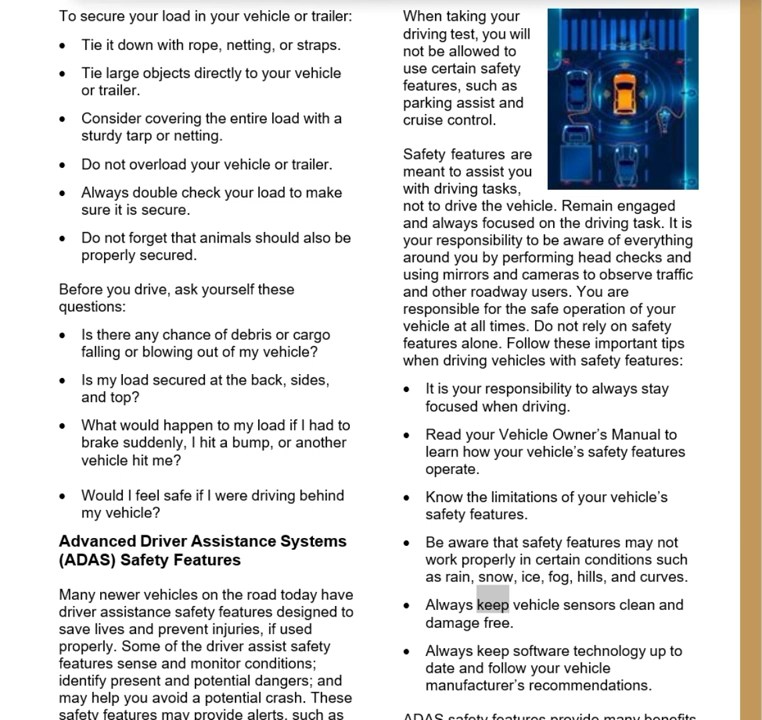 To secure your load in your vehicle or trailer:
• Tie it down with rope, netting, or straps.
• Tie large objects directly to your vehicle
or trailer.
• Consider covering the entire load with a
sturdy tarp or netting.
• Do not overload your vehicle or trailer.
• Always double check your load to make
sure it is secure.
• Do not forget that animals should also be
properly secured.
Before you drive, ask yourself these
questions:
• Is there any chance of debris or cargo
falling or blowing out of my vehicle?
• Is my load secured at the back, sides,
and top?
• What would happen to my load if I had to
brake suddenly, I hit a bump, or another
vehicle hit me?
• Would I feel safe if I were driving behind
my vehicle?
Advanced Driver Assistance Systems
(ADAS) Safety Features
Many newer vehicles on the road today have
driver assistance safety features designed to
save lives and prevent injuries, if used
properly. Some of the driver assist safety
features sense and monitor conditions;
identify present and potential dangers; and
may help you avoid a potential crash. These
safety features may provide alerts, such as
When taking your
driving test, you will
not be allowed to
use certain safety
features, such as
parking assist and
cruise control.
Safety features are
meant to assist you
with driving tasks,
not to drive the vehicle. Remain engaged
and always focused on the driving task. It is
your responsibility to be aware of everything
around you by performing head checks and
using mirrors and cameras to observe traffic
and other roadway users. You are
responsible for the safe operation of your
vehicle at all times. Do not rely on safety
features alone. Follow these important tips
when driving vehicles with safety features:
• It is your responsibility to always stay
focused when driving.
• Read your Vehicle Owner's Manual to
learn how your vehicle's safety features
operate.
• Know the limitations of your vehicle's
safety features.
• Be aware that safety features may not
work properly in certain conditions such
as rain, snow, ice, fog, hills, and curves.
• Always keep vehicle sensors clean and
damage free.
• Always keep software technology up to
date and follow your vehicle
manufacturer's recommendations.
ADAS safety features provide many benefits